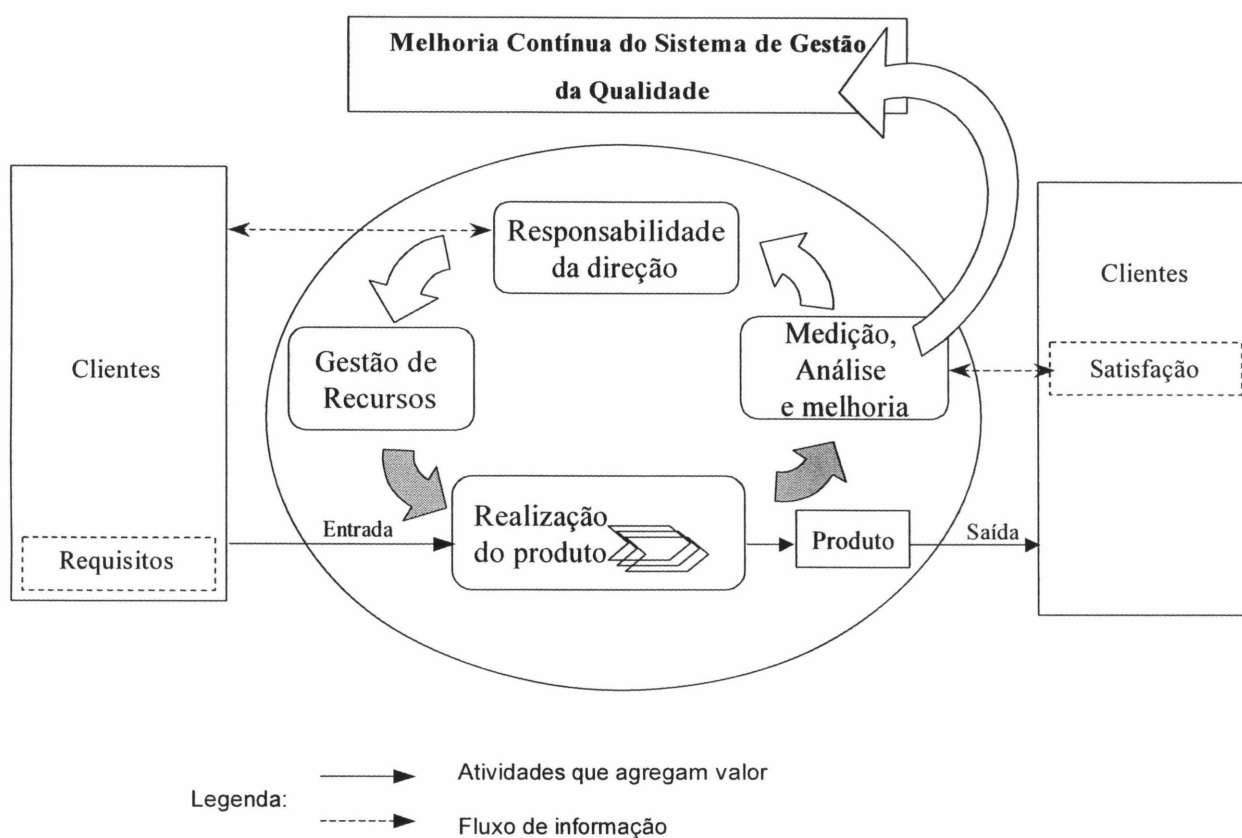 Melhoria Contínua do Sistema de Gestão
da Qualidade
Responsabilidade
da direção
Clientes
Clientes
Medição,
Análise
e melhoria
Gestão de
Recursos
Satisfação
Entrada
Realização
do produto
Produto
Saída
Requisitos
Legenda:
Atividades que agregam valor
Fluxo de informação